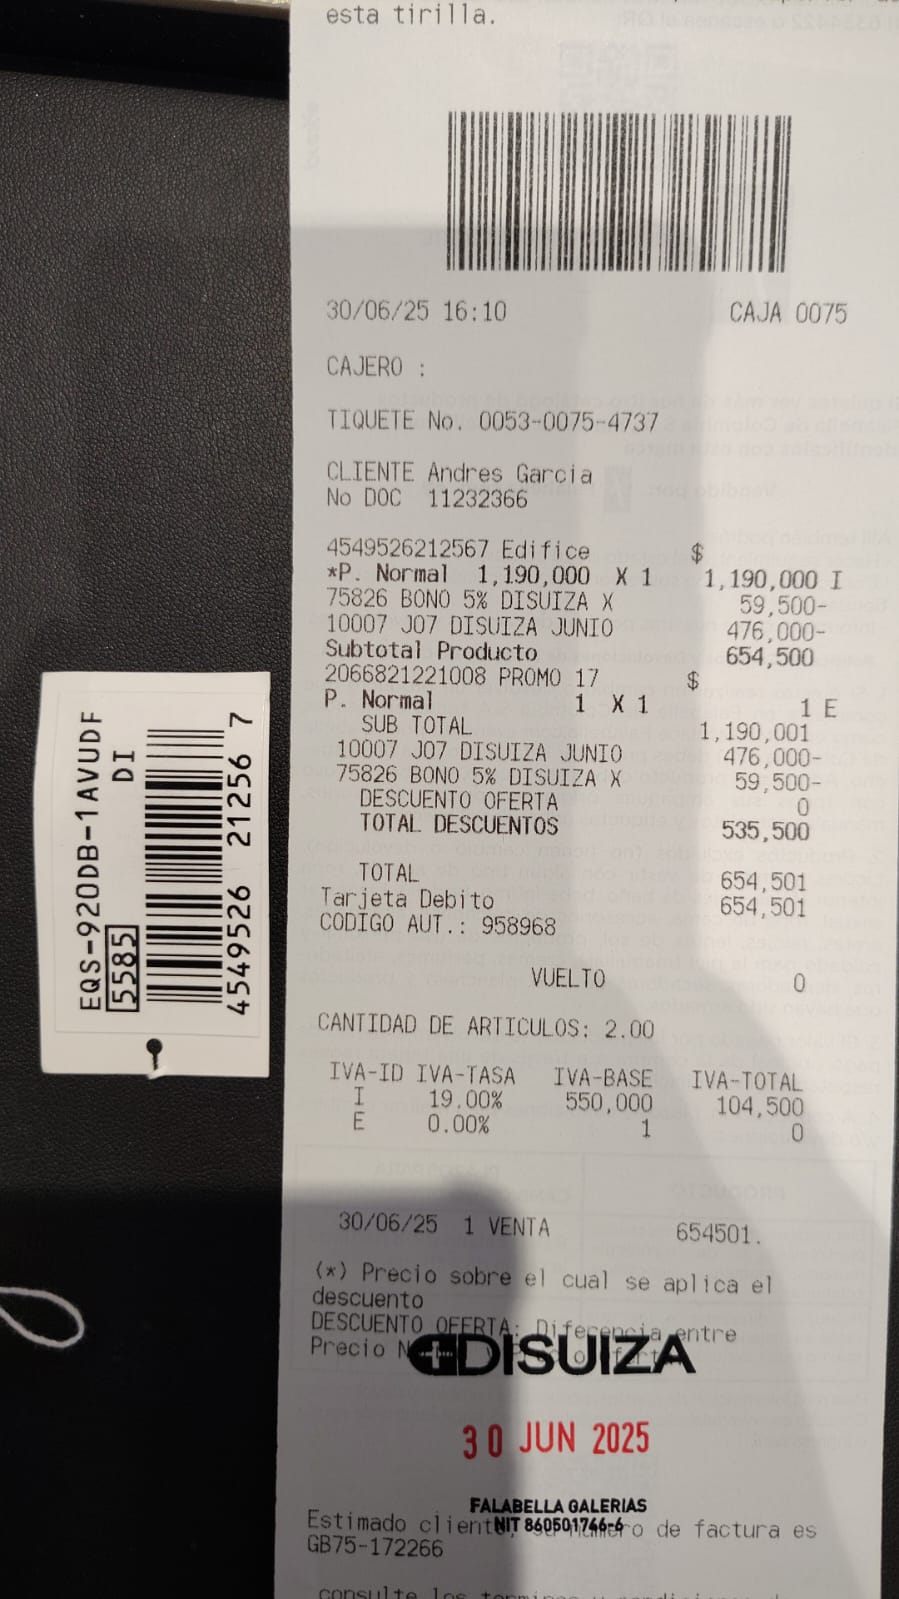 esta tirilla.
30/06/25 16:10 CAJA 0075
CAJERO :
TIQUETE No. 0053-0075-4737
CLIENTE Andres Garcia
No DOC 11232366
4549526212567 Edifice $
*P. Normal 1,190,000 X 1 1,190,000 I
75826 BONO 5% DISUIZA X 59,500-
10007 J07 DISUIZA JUNIO 476,000-
Subtotal Producto 654,500
2066821221008 PROMO 17 $
P. Normal 1 X 1 1 E
SUB TOTAL 1,190,001
10007 J07 DISUIZA JUNIO 476,000-
75826 BONO 5% DISUIZA X 59,500-
DESCUENTO OFERTA 0
TOTAL DESCUENTOS 535,500
TOTAL 654,501
Tarjeta Debito 654,501
CODIGO AUT.: 958968
VUELTO 0
CANTIDAD DE ARTICULOS: 2.00
IVA-ID IVA-TASA IVA-BASE IVA-TOTAL
I 19.00% 550,000 104,500
E 0.00% 1 0
30/06/25 1 VENTA 654501.
(*) Precio sobre el cual se aplica el
descuento
DESCUENTO OFERTA: Diferencia entre
Precio
DISUIZA
30 JUN 2025
FALABELLA GALERIAS
NIT 860501746-6
Estimado cliente, su número de factura es
GB75-172266
EQS-920DB-1AVUDF
DI
5585
4549526 21256 7